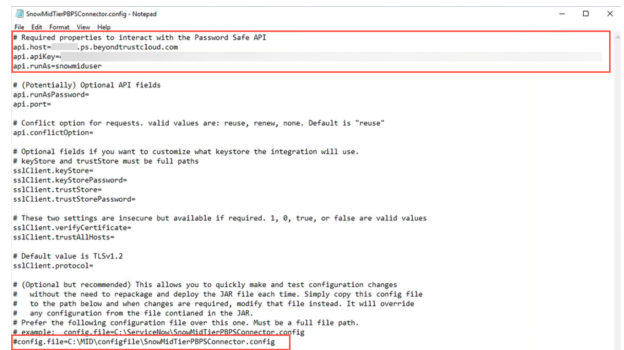 SnowMidTierPBPSConnector.config - Notepad
File Edit Format View Help
# Required properties to interact with the Password Safe API
api.host= .ps.beyondtrustcloud.com
api.apiKey=
api.runAs=snowmiduser
# (Potentially) Optional API fields
api.runAsPassword=
api.port=
# Conflict option for requests. valid values are: reuse, renew, none. Default is "reuse"
api.conflictOption=
# Optional fields if you want to customize what keystore the integration will use.
# keyStore and trustStore must be full paths
sslClient.keyStore=
sslClient.keyStorePassword=
sslClient.trustStore=
sslClient.trustStorePassword=
# These two settings are insecure but available if required. 1, 0, true, or false are valid values
sslClient.verifyCertificate=
sslClient.trustAllHosts=
# Default value is TLSv1.2
sslClient.protocol=
# (Optional but recommended) This allows you to quickly make and test configuration changes
# without the need to repackage and deploy the JAR file each time. Simply copy this config file
# to the path below and when changes are required, modify that file instead. It will override
# any configuration from the file contianed in the JAR.
# Prefer the following configuration file over this one. Must be a full file path.
# example: config.file=C:\ServiceNow\SnowMidTierPBPSConnector.config
#config.file=C:\MID\configfile\SnowMidTierPBPSConnector.config